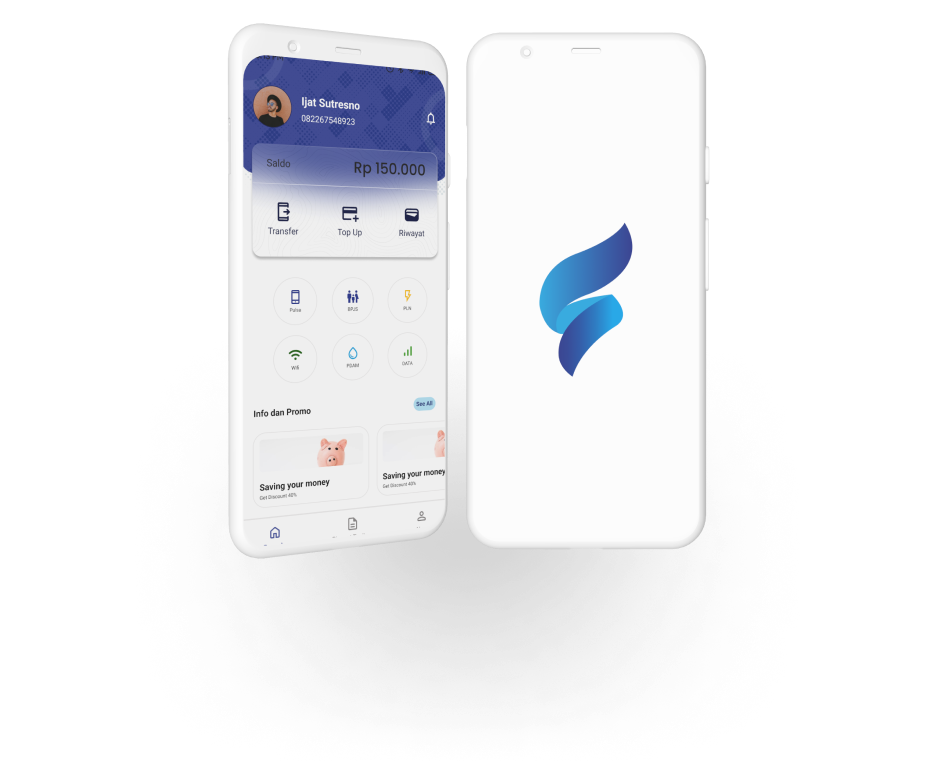 Ijat Sutresno
082267548923
Saldo
Rp 150.000
Transfer
Top Up
Riwayat
Pulsa
BPJS
PLN
Wifi
PDAM
DATA
Info dan Promo
See All
Saving your money
Get Discount 40%
Saving your money
Get Discount 40%